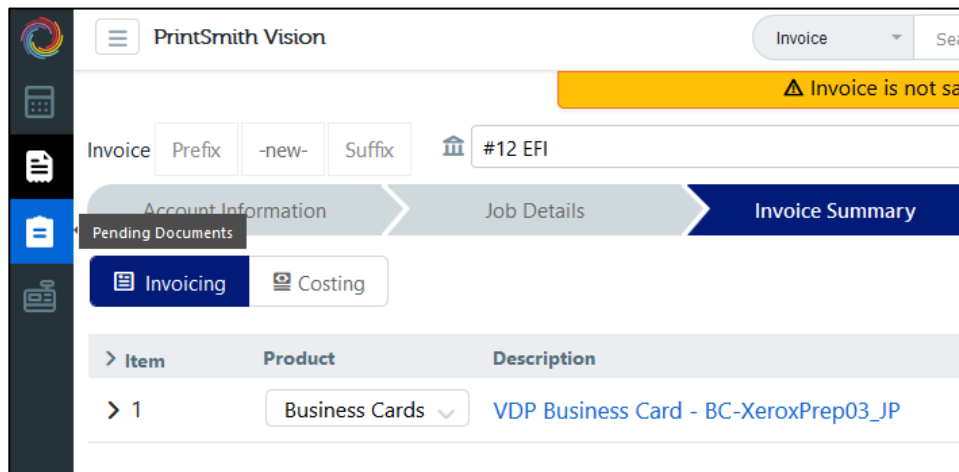 PrintSmith Vision
Invoice
Invoice is not
Invoice Prefix -new- Suffix #12 EFI
Account Information Job Details Invoice Summary
Pending Documents
Invoicing Costing
Item Product Description
1 Business Cards VDP Business Card - BC-XeroxPrep03_JP